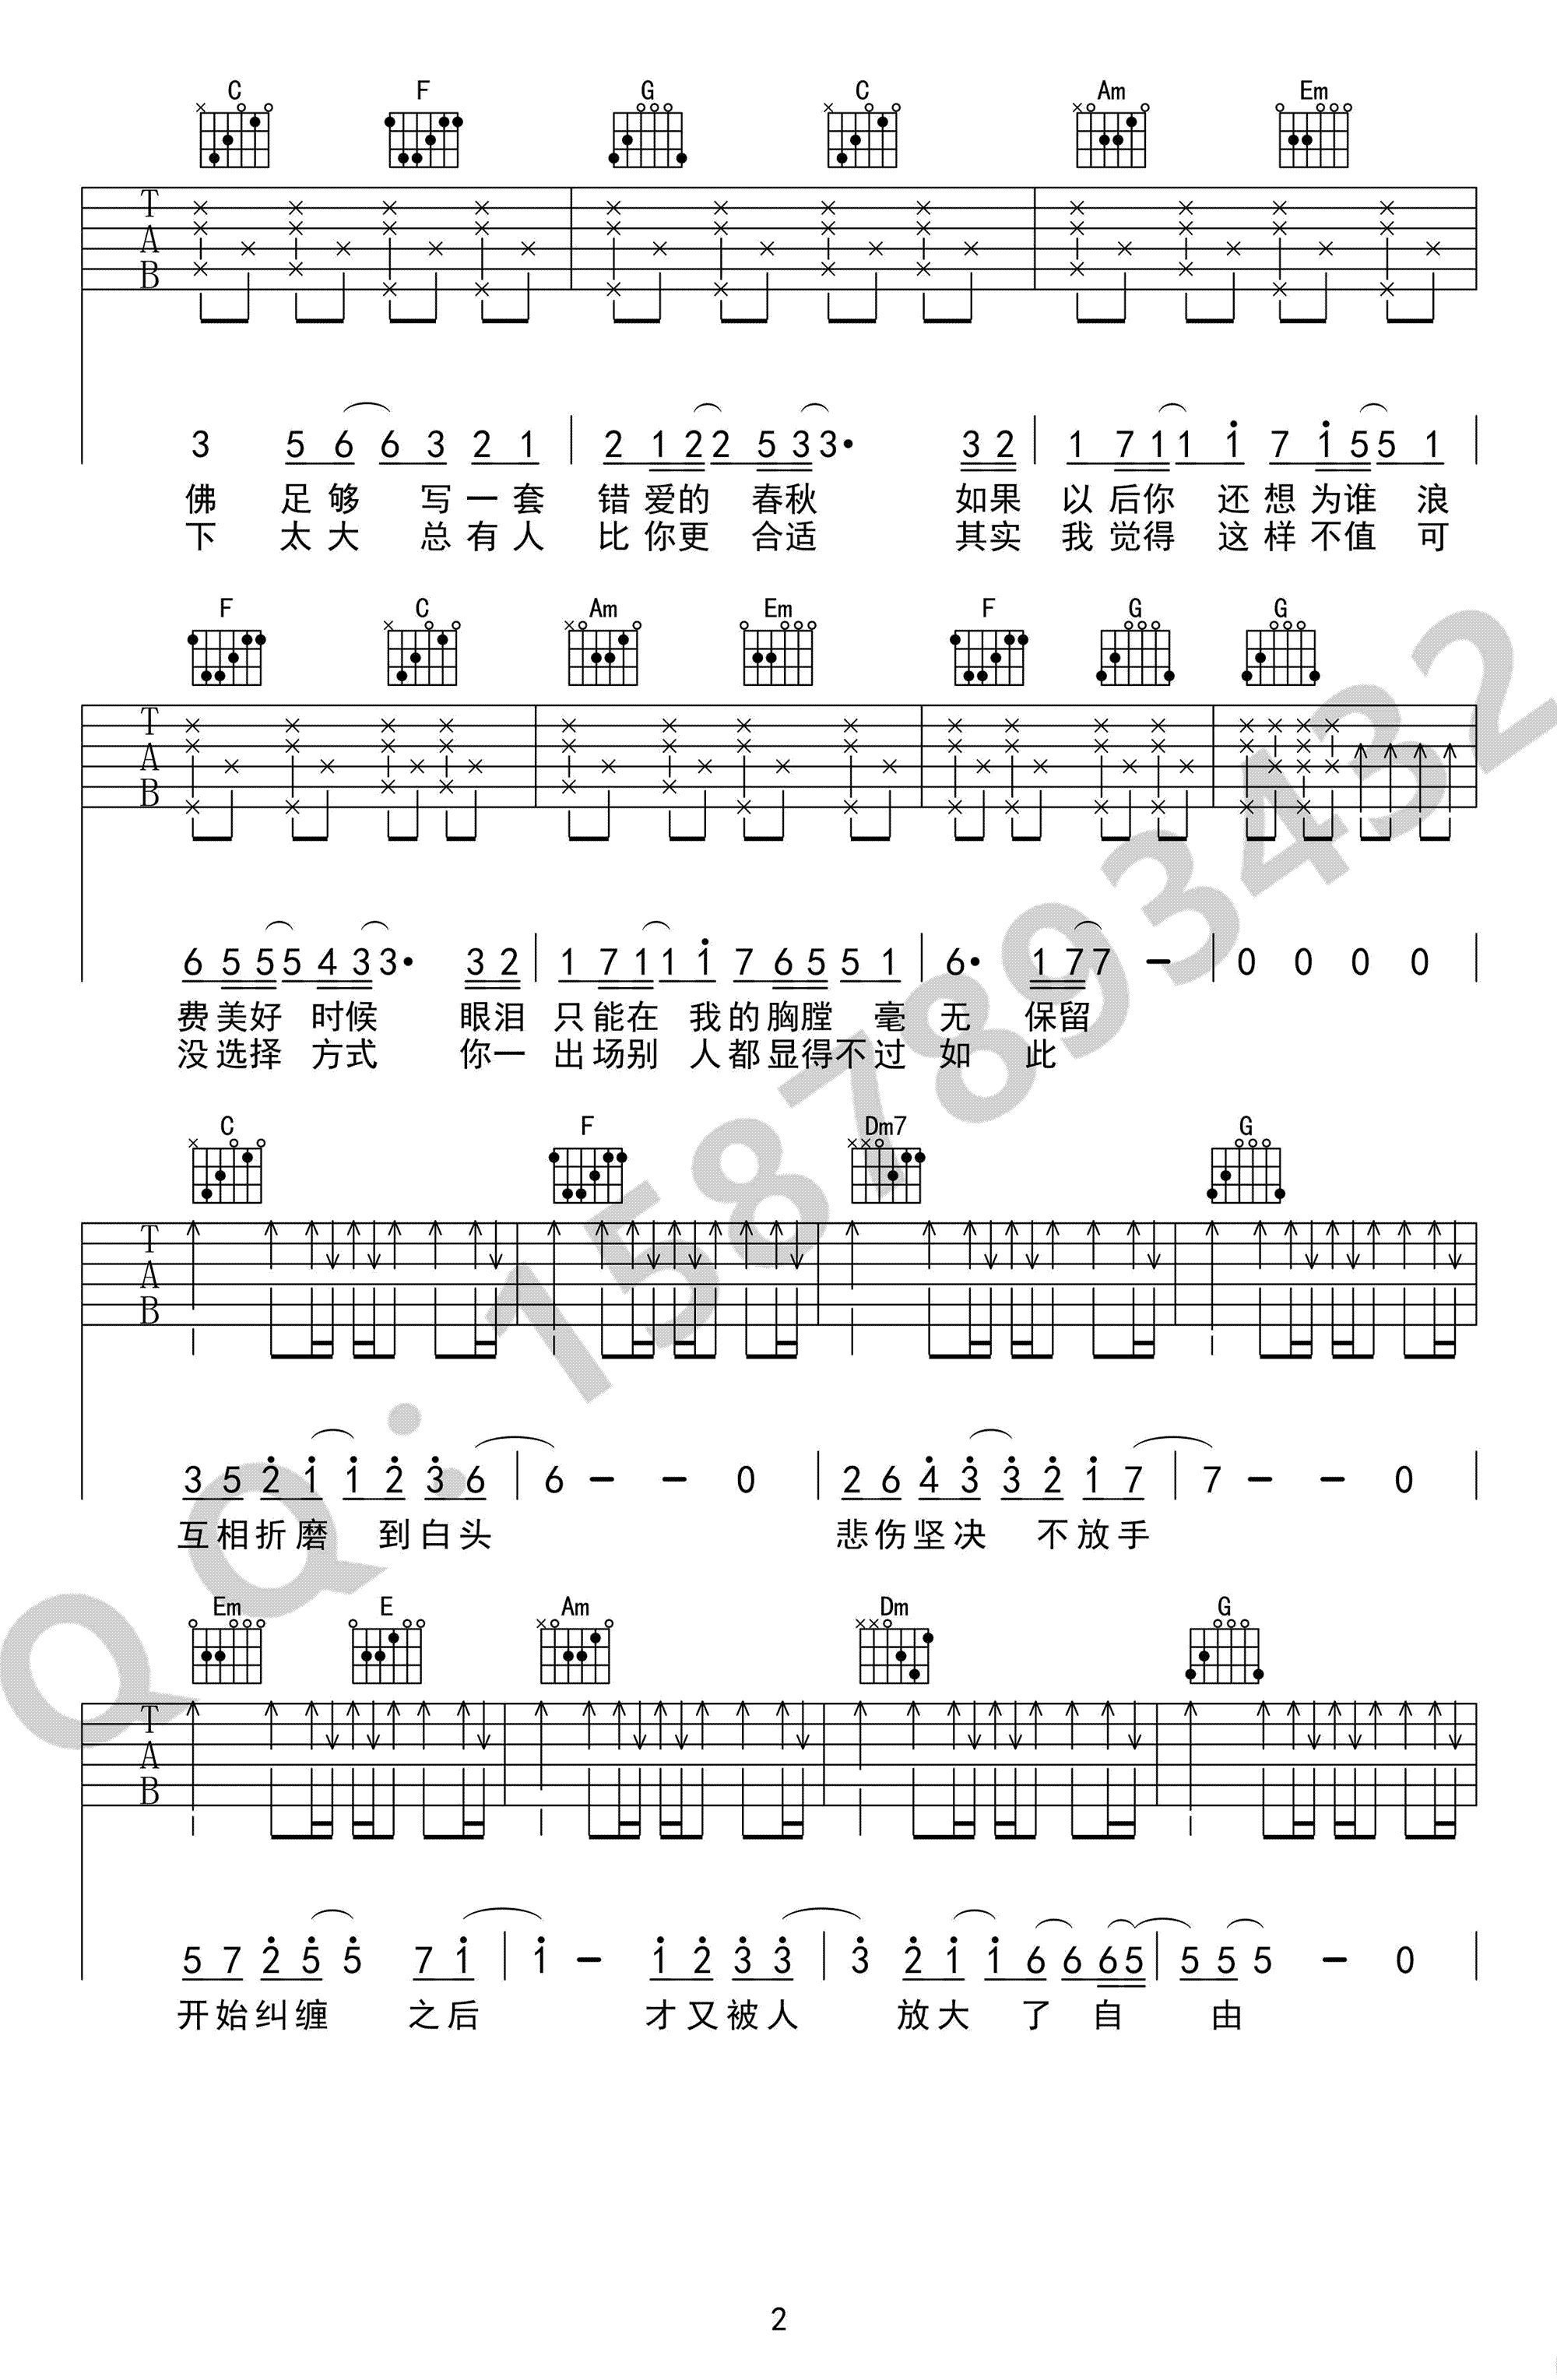 C F G C Am Em
T
A
B
3 5 6 6 3 2 1 2 1 2 2 5 3 3· 3 2 1 7 1 1 1 7 1 5 5 1
佛 足够 写一套 错爱的 春秋 如果 以后你 还想为谁 浪
下 太大 总有人 比你更 合适 其实 我觉得 这样不值 可
F C Am Em F G G
T
A
B
6 5 5 5 4 3 3· 3 2 1 7 1 1 1 7 6 5 5 1 6· 1 7 7 - 0 0 0 0
费美好 时候 眼泪 只能在 我的胸膛 毫无 保留
没选择 方式 你一 出场别 人都显得不过如 此
C F Dm7 G
T
A
B
3 5 2 1 1 2 3 6 6 - - 0 2 6 4 3 3 2 1 7 7 - - 0
互相折磨 到白头 悲伤坚决 不放手
Em E Am Dm G
T
A
B
5 7 2 5 5 7 1 1 - 1 2 3 3 3 2 1 1 6 6 6 5 5 5 5 - 0
开始纠缠 之后 才又被人 放大 了 自 由
QQ:1587893432
2